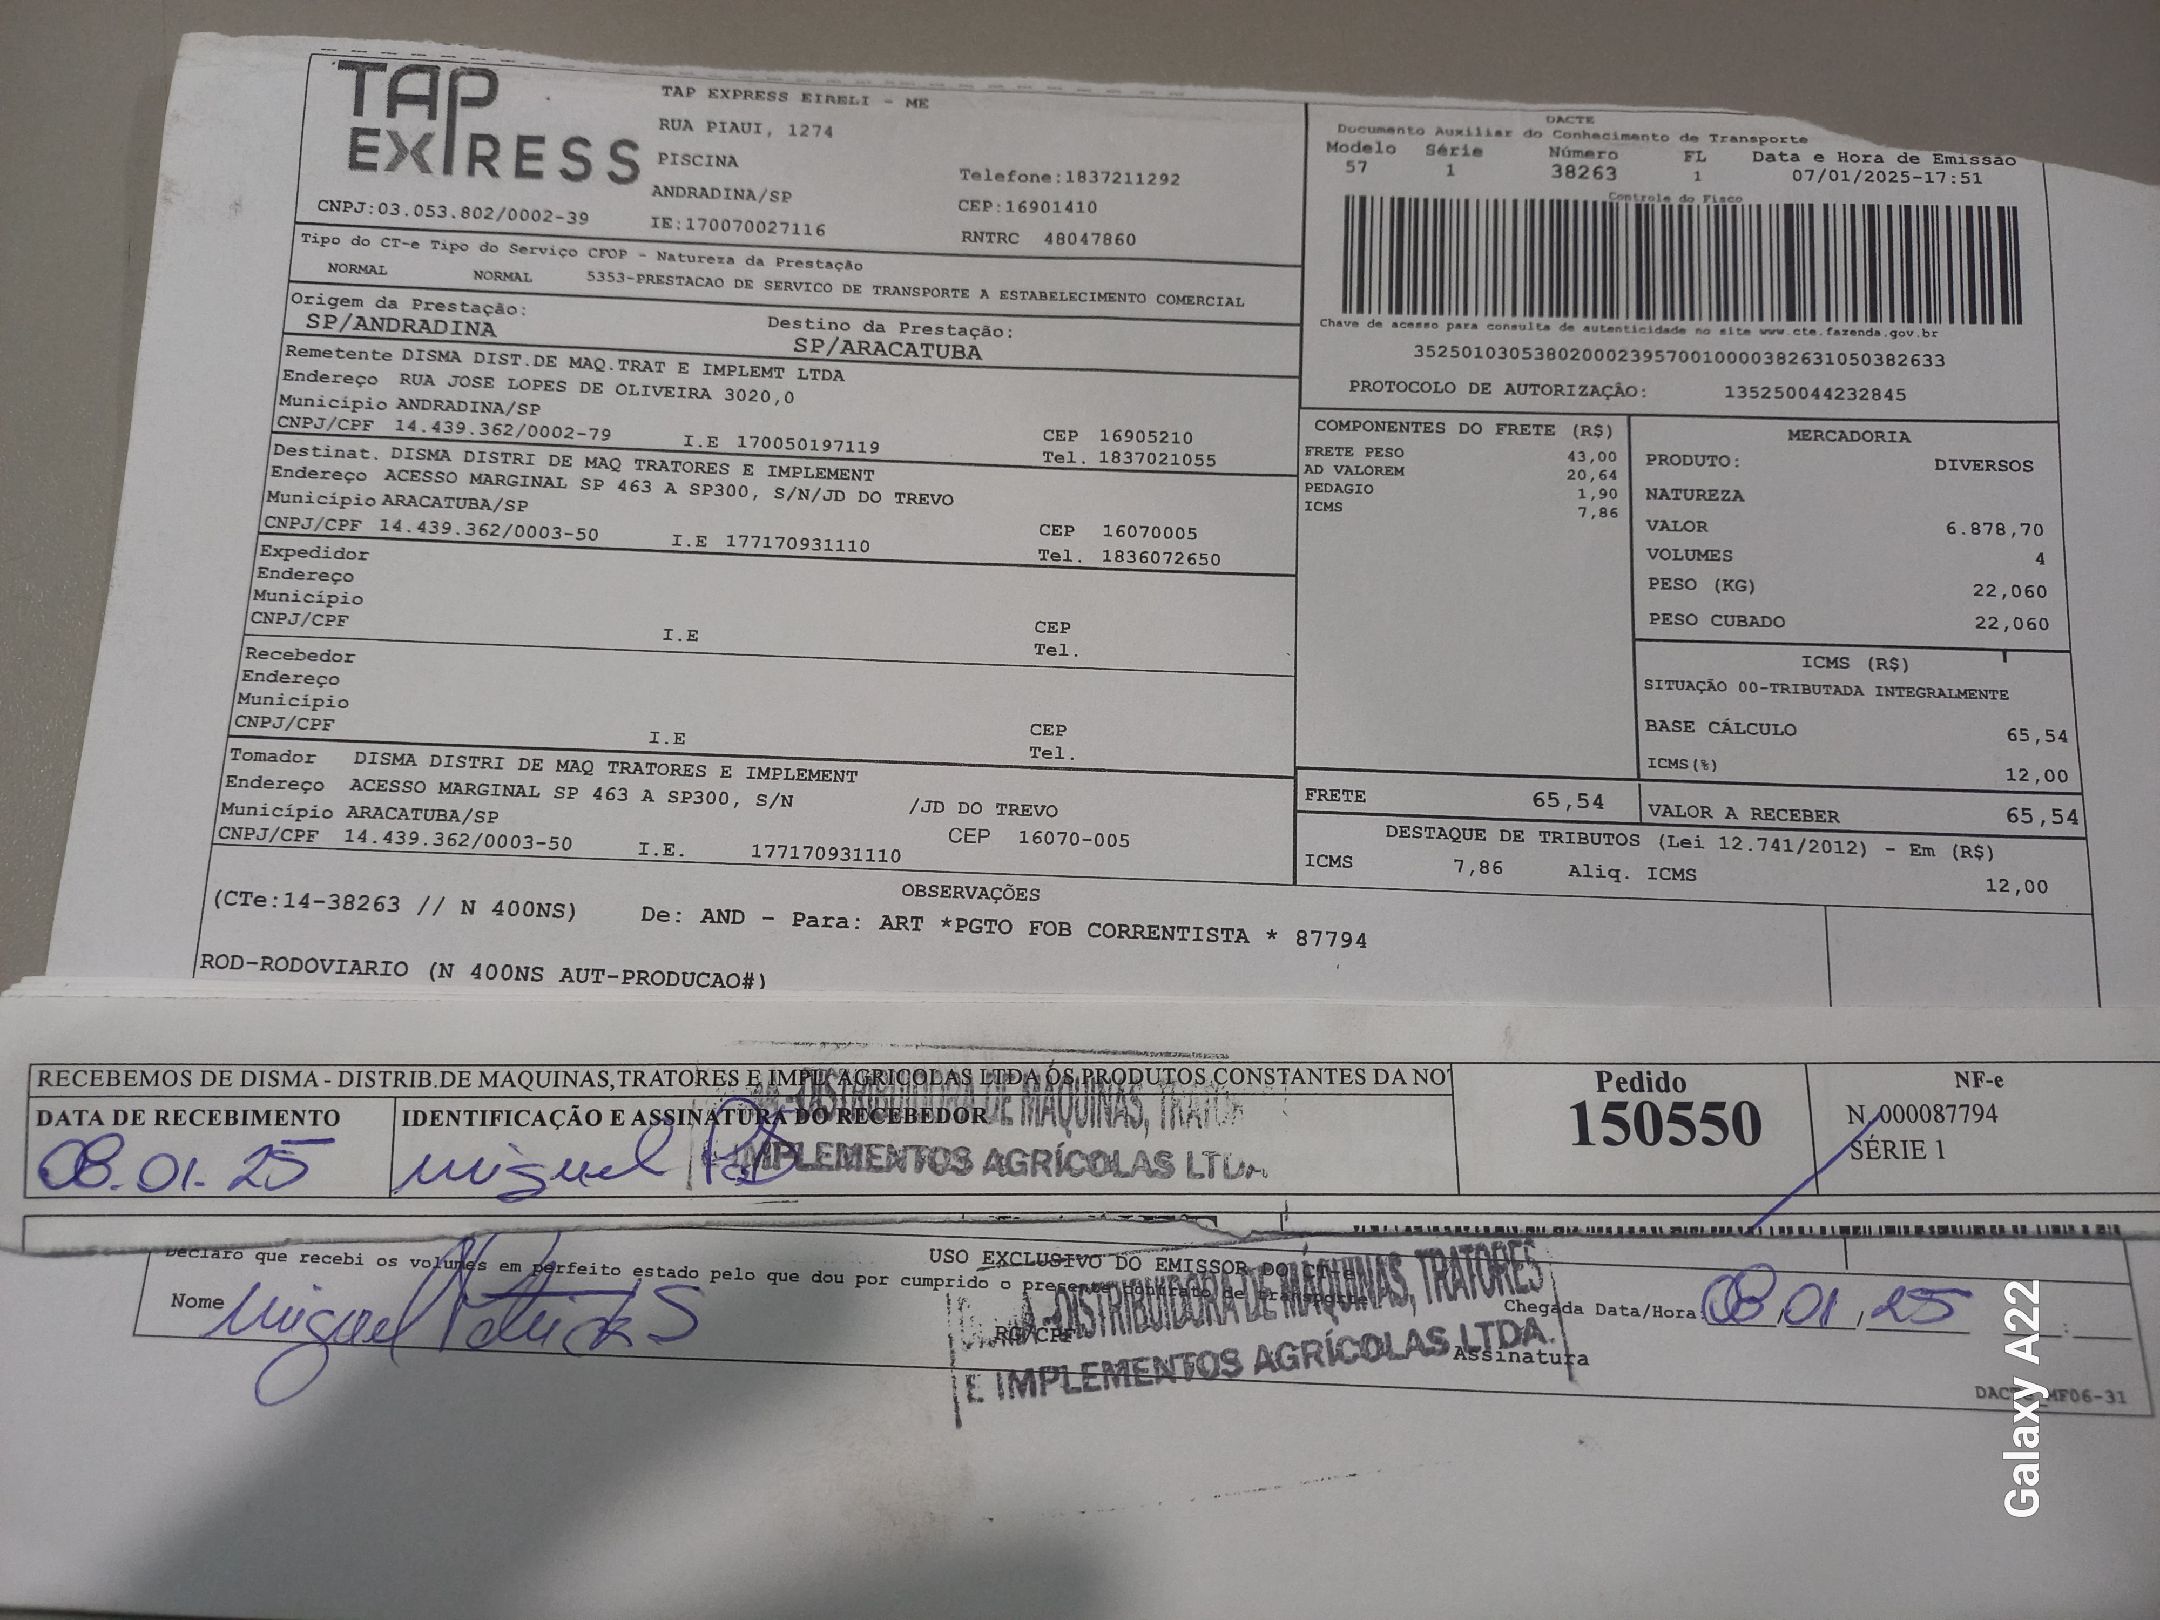 TAP EXPRESS
TAP EXPRESS EIRELI - ME
RUA PIAUI, 1274
PISCINA
ANDRADINA/SP
CNPJ:03.053.802/0002-39 IE:170070027116
Telefone:1837211292
CEP:16901410
RNTRC 48047860
DACTE
Documento Auxiliar do Conhecimento de Transporte
Modelo Série Número FL Data e Hora de Emissão
57 1 38263 1 07/01/2025-17:51
Controle do Fisco
Chave de acesso para consulta de autenticidade no site www.cte.fazenda.gov.br
35250103053802000239570010000382631050382633
PROTOCOLO DE AUTORIZAÇÃO: 135250044232845
Tipo do CT-e Tipo do Serviço CFOP - Natureza da Prestação
NORMAL NORMAL 5353-PRESTACAO DE SERVICO DE TRANSPORTE A ESTABELECIMENTO COMERCIAL
Origem da Prestação: Destino da Prestação:
SP/ANDRADINA SP/ARACATUBA
Remetente DISMA DIST.DE MAQ.TRAT E IMPLEMT LTDA
Endereço RUA JOSE LOPES DE OLIVEIRA 3020,0
Município ANDRADINA/SP CEP 16905210
CNPJ/CPF 14.439.362/0002-79 I.E 170050197119 Tel. 1837021055
Destinat. DISMA DISTRI DE MAQ TRATORES E IMPLEMENT
Endereço ACESSO MARGINAL SP 463 A SP300, S/N/JD DO TREVO
Município ARACATUBA/SP CEP 16070005
CNPJ/CPF 14.439.362/0003-50 I.E 177170931110 Tel. 1836072650
Expedidor
Endereço
Município CEP
CNPJ/CPF I.E Tel.
Recebedor
Endereço
Município CEP
CNPJ/CPF I.E Tel.
Tomador DISMA DISTRI DE MAQ TRATORES E IMPLEMENT
Endereço ACESSO MARGINAL SP 463 A SP300, S/N /JD DO TREVO
Município ARACATUBA/SP CEP 16070-005
CNPJ/CPF 14.439.362/0003-50 I.E. 177170931110
COMPONENTES DO FRETE (R$)
FRETE PESO 43,00
AD VALOREM 20,64
PEDAGIO 1,90
ICMS 7,86
MERCADORIA
PRODUTO: DIVERSOS
NATUREZA
VALOR 6.878,70
VOLUMES 4
PESO (KG) 22,060
PESO CUBADO 22,060
ICMS (R$)
SITUAÇÃO 00-TRIBUTADA INTEGRALMENTE
BASE CÁLCULO 65,54
ICMS(%) 12,00
FRETE 65,54 VALOR A RECEBER 65,54
DESTAQUE DE TRIBUTOS (Lei 12.741/2012) - Em (R$)
ICMS 7,86 Aliq. ICMS 12,00
OBSERVAÇÕES
(CTe:14-38263 // N 400NS) De: AND - Para: ART *PGTO FOB CORRENTISTA * 87794
ROD-RODOVIARIO (N 400NS AUT-PRODUCAO#)
RECEBEMOS DE DISMA - DISTRIB.DE MAQUINAS,TRATORES E IMPL AGRICOLAS LTDA OS PRODUTOS CONSTANTES DA NO
DATA DE RECEBIMENTO IDENTIFICAÇÃO E ASSINATURA DO RECEBEDOR
08.01.25 Miguel
DISTRIBUIDORA DE MÁQUINAS,
E IMPLEMENTOS AGRÍCOLAS LTDA
Pedido
150550
NF-e
N 000087794
SÉRIE 1
USO EXCLUSIVO DO EMISSOR DO CT-e
Declaro que recebi os volumes em perfeito estado pelo que dou por cumprido o presente contrato de transporte
Nome Miguel
RG/CPF
Chegada Data/Hora: 08/01/25 :
Assinatura
DISTRIBUIDORA DE MÁQUINAS, TRATORES
E IMPLEMENTOS AGRÍCOLAS LTDA.
DACTE MF06-31
Galaxy A22